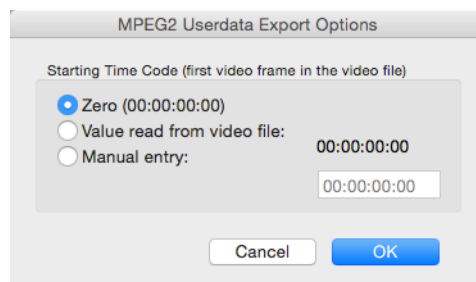 MPEG2 Userdata Export Options
Starting Time Code (first video frame in the video file)
Zero (00:00:00:00)
Value read from video file:
00:00:00:00
Manual entry:
00:00:00:00
Cancel OK